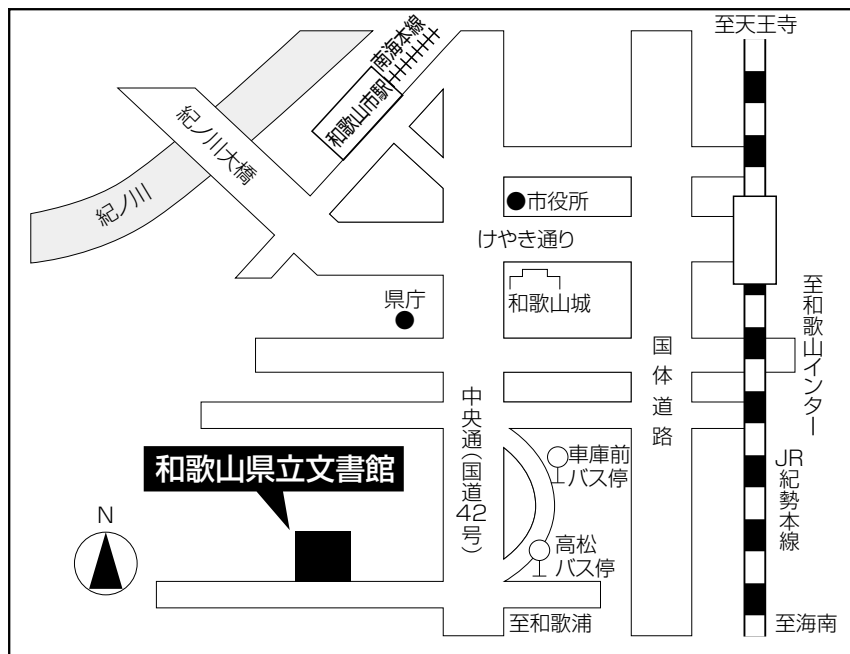 至天王寺
南海本線
和歌山市駅
紀ノ川大橋
紀ノ川
市役所
けやき通り
和歌山城
県庁
至和歌山インター
国体道路
中央通(国道42号)
和歌山県立文書館
車庫前
バス停
JR紀勢本線
N
高松
バス停
至和歌浦
至海南